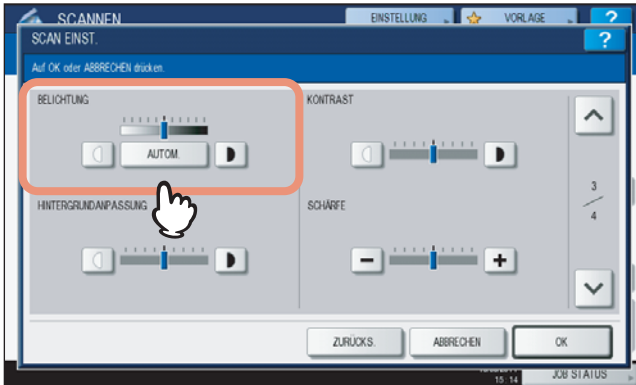 SCANNEN EINSTELLUNG VORLAGE ?
SCAN EINST. ?
Auf OK oder ABBRECHEN drücken.
BELICHTUNG
AUTOM.
KONTRAST
HINTERGRUNDANPASSUNG
SCHÄRFE
3
4
ZURÜCKS. ABBRECHEN OK
15:14 JOB STATUS